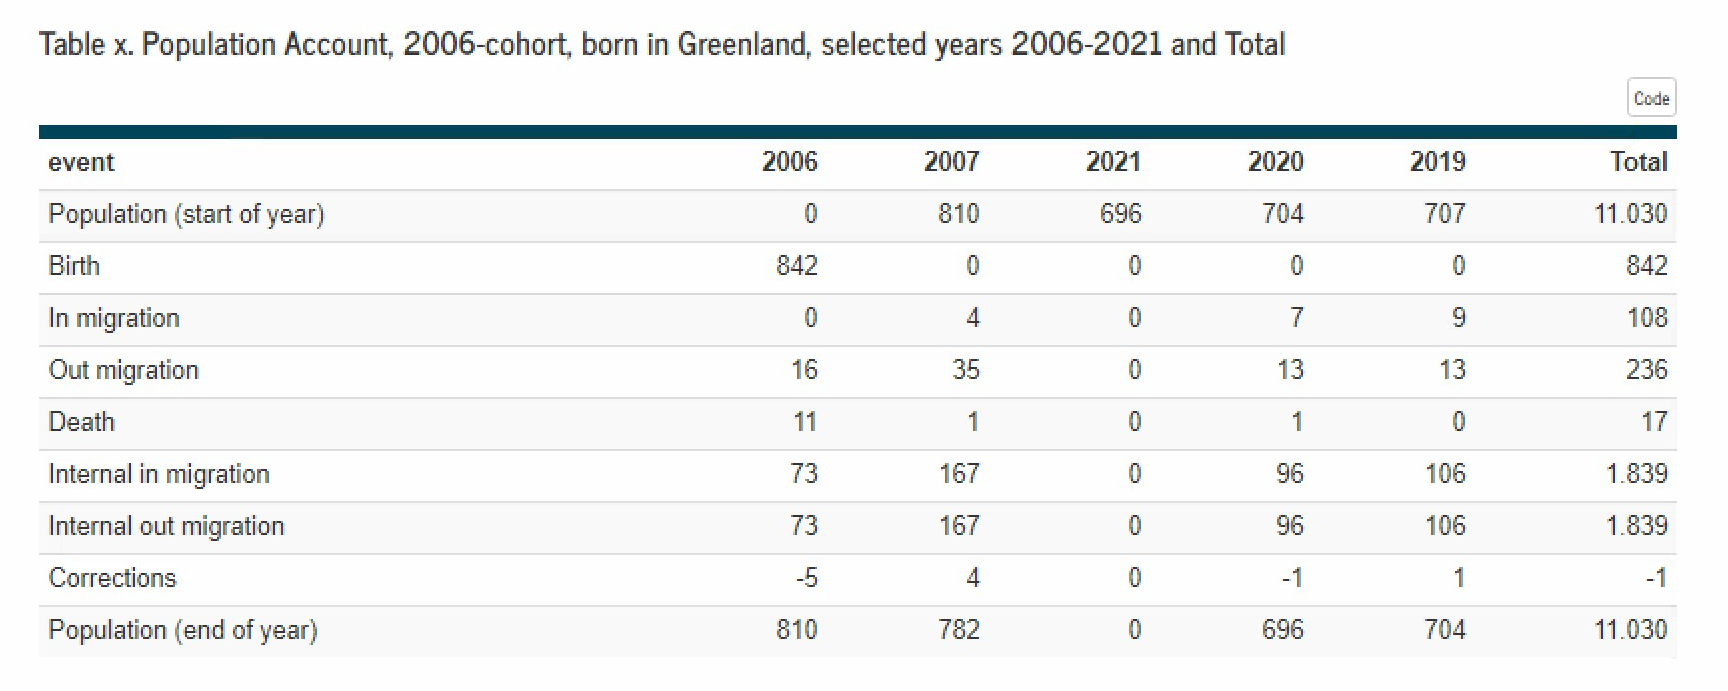 Table x. Population Account, 2006-cohort, born in Greenland, selected years 2006-2021 and Total
Code
event 2006 2007 2021 2020 2019 Total
Population (start of year) 0 810 696 704 707 11.030
Birth 842 0 0 0 0 842
In migration 0 4 0 7 9 108
Out migration 16 35 0 13 13 236
Death 11 1 0 1 0 17
Internal in migration 73 167 0 96 106 1.839
Internal out migration 73 167 0 96 106 1.839
Corrections -5 4 0 -1 1 -1
Population (end of year) 810 782 0 696 704 11.030